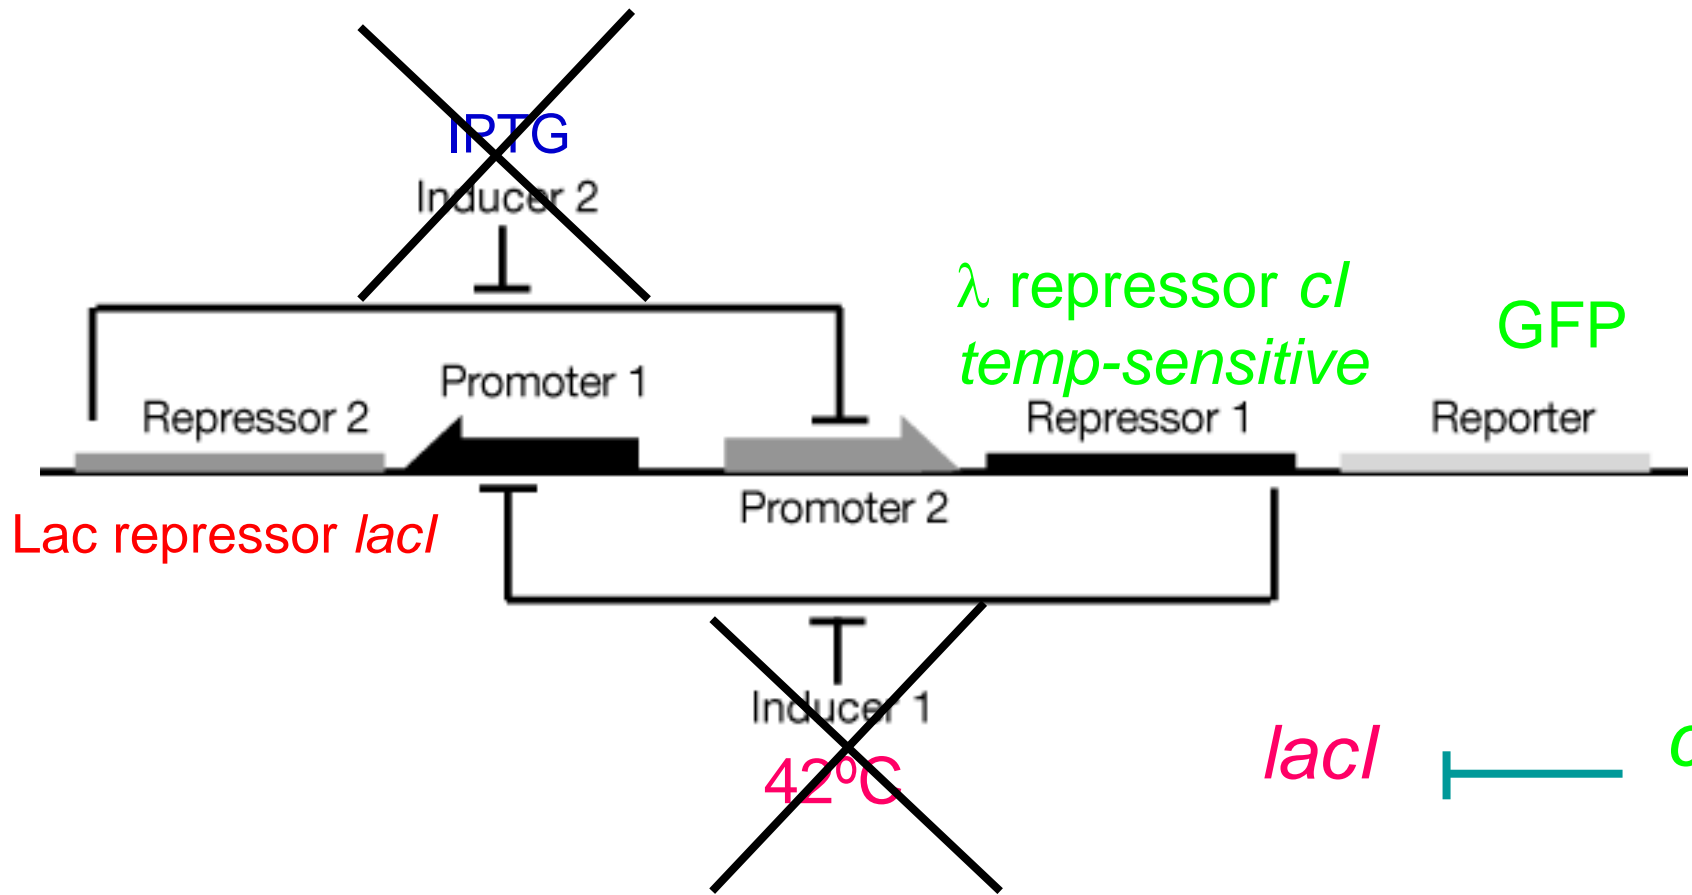 IPTG
Inducer 2
λ repressor cI
temp-sensitive
GFP
Promoter 1
Repressor 2
Repressor 1
Reporter
Promoter 2
Lac repressor lacI
Inducer 1
42ºC
lacI